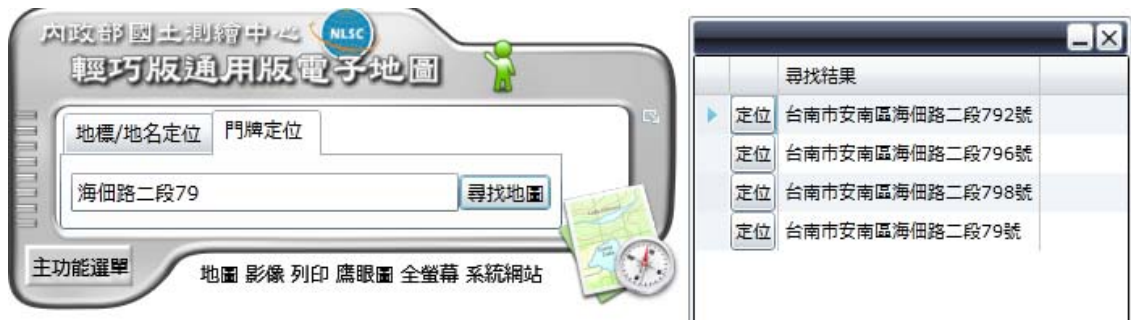 內政部國土測繪中心 NLSC
輕巧版通用版電子地圖
地標/地名定位 門牌定位
海佃路二段79 尋找地圖
主功能選單
地圖 影像 列印 鷹眼圖 全螢幕 系統網站
尋找結果
定位 台南市安南區海佃路二段792號
定位 台南市安南區海佃路二段796號
定位 台南市安南區海佃路二段798號
定位 台南市安南區海佃路二段79號